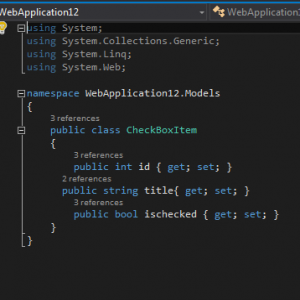 WebApplication12
WebApplication1
using System;
using System.Collections.Generic;
using System.Linq;
using System.Web;
namespace WebApplication12.Models
{
3 references
public class CheckBoxItem
{
3 references
public int id { get; set; }
2 references
public string title{ get; set; }
3 references
public bool ischecked { get; set; }
}
}